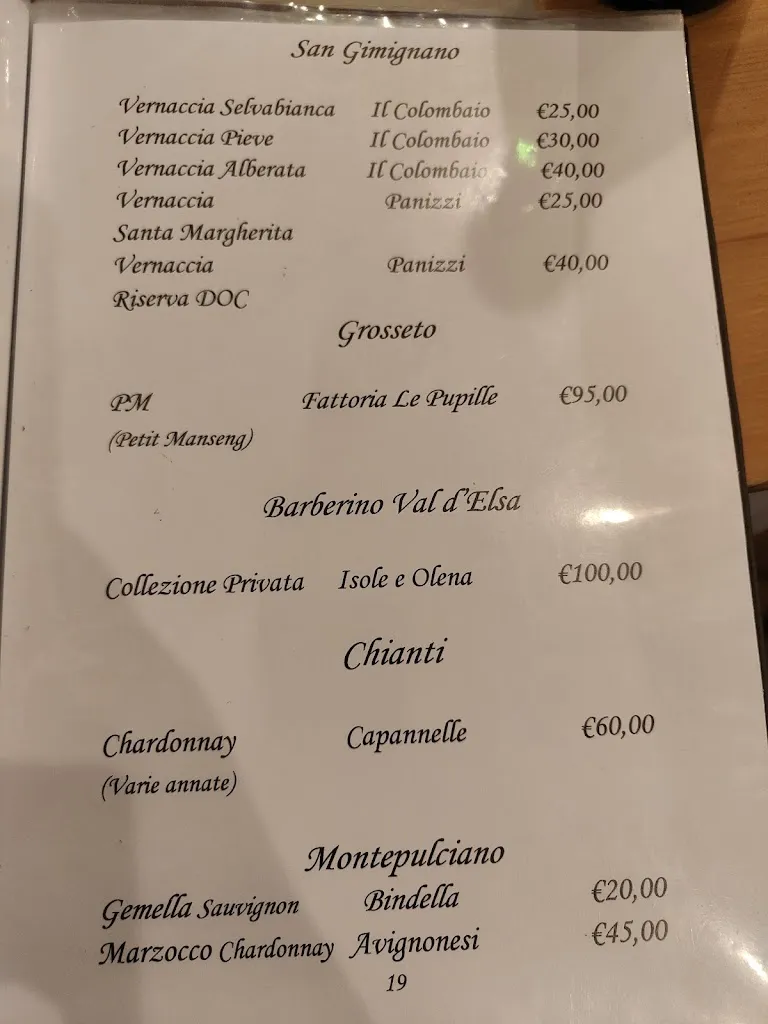 San Gimignano
Vernaccia Selvabianca Il Colombaio €25,00
Vernaccia Pieve Il Colombaio €30,00
Vernaccia Alberata Il Colombaio €40,00
Vernaccia Panizzi €25,00
Santa Margherita
Vernaccia Panizzi €40,00
Riserva DOC
Grosseto
PM Fattoria Le Pupille €95,00
(Petit Manseng)
Barberino Val d'Elsa
Collezione Privata Isole e Olena €100,00
Chianti
Chardonnay Capannelle €60,00
(Varie annate)
Montepulciano
Gemella Sauvignon Bindella €20,00
Marzocco Chardonnay Avignonesi €45,00
19